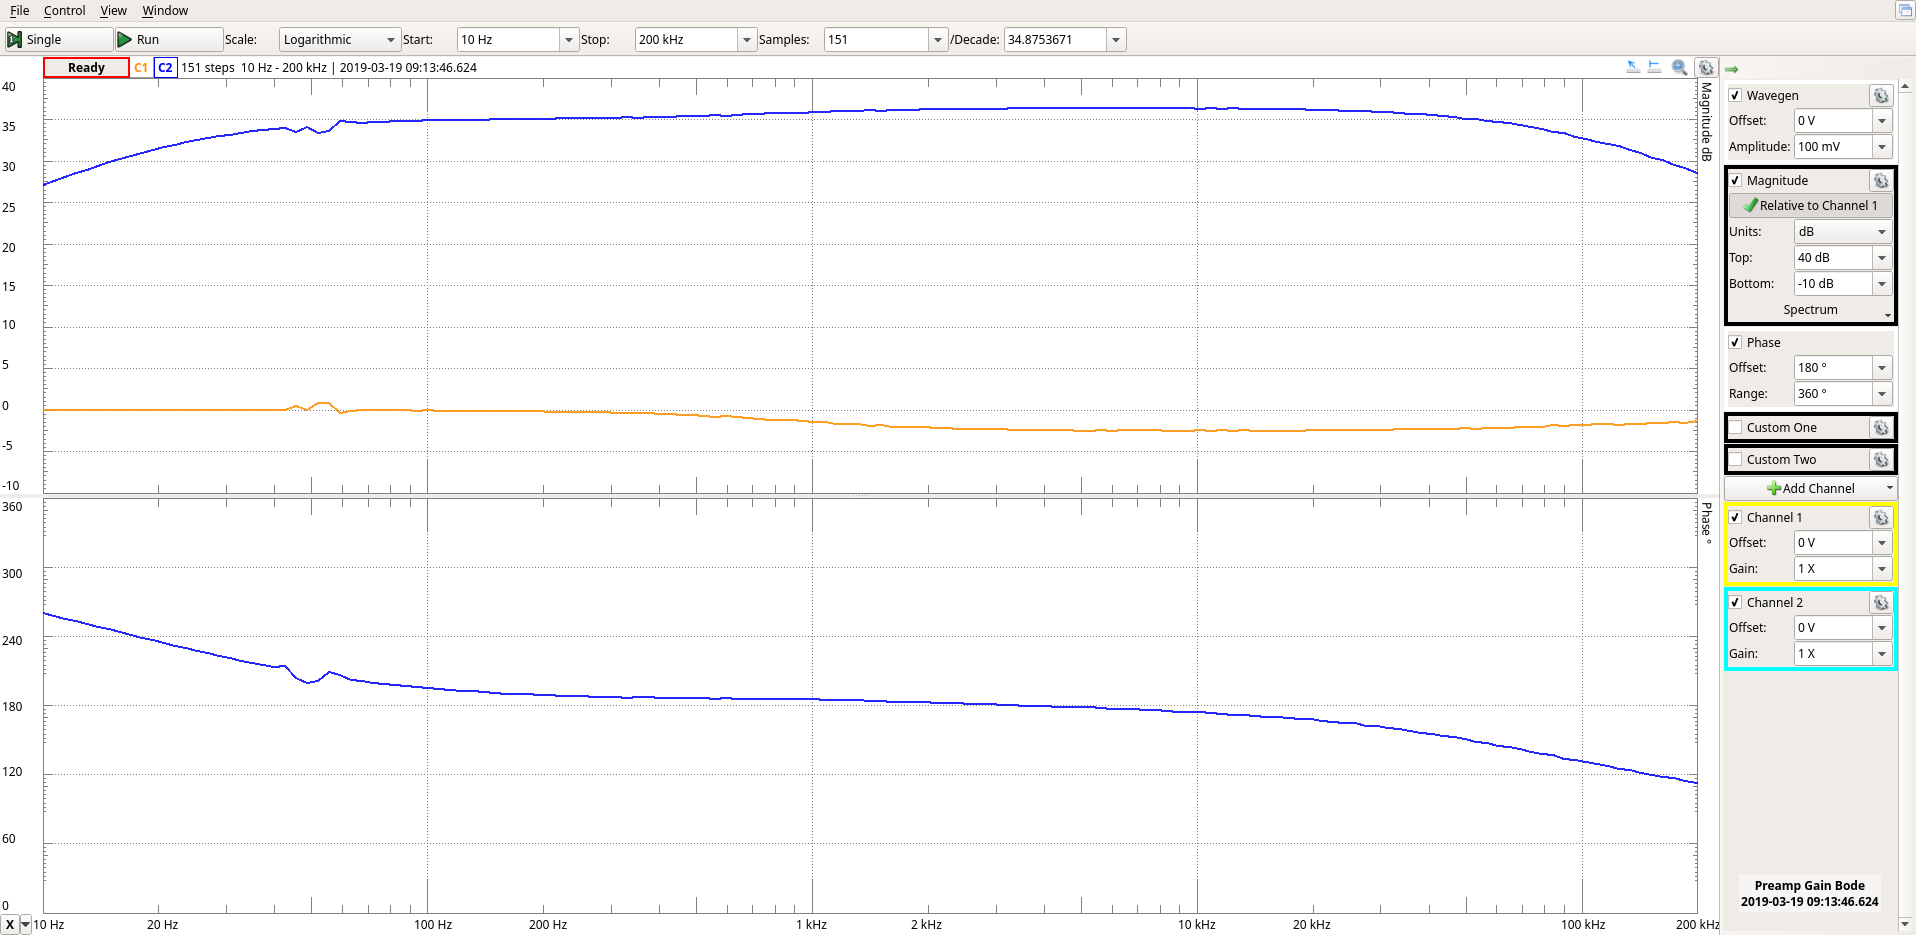 File Control View Window
Single Run Scale: Logarithmic Start: 10 Hz Stop: 200 kHz Samples: 151 /Decade: 34.8753671
Ready C1 C2 151 steps 10 Hz - 200 kHz | 2019-03-19 09:13:46.624
40
35
30
25
20
15
10
5
0
-5
-10
Magnitude dB
360
300
240
180
120
60
0
Phase °
X 10 Hz 20 Hz 100 Hz 200 Hz 1 kHz 2 kHz 10 kHz 20 kHz 100 kHz 200 kHz
Wavegen
Offset: 0 V
Amplitude: 100 mV
Magnitude
Relative to Channel 1
Units: dB
Top: 40 dB
Bottom: -10 dB
Spectrum
Phase
Offset: 180 °
Range: 360 °
Custom One
Custom Two
Add Channel
Channel 1
Offset: 0 V
Gain: 1 X
Channel 2
Offset: 0 V
Gain: 1 X
Preamp Gain Bode
2019-03-19 09:13:46.624